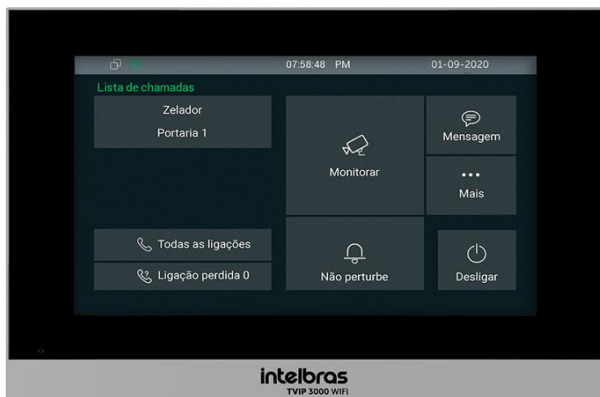 07:58:48 PM 01-09-2020
Lista de chamadas
Zelador
Portaria 1
Monitorar
Mensagem
Mais
Todas as ligações
Ligação perdida 0
Não perturbe
Desligar
intelbras
TVIP 3000 WIFI